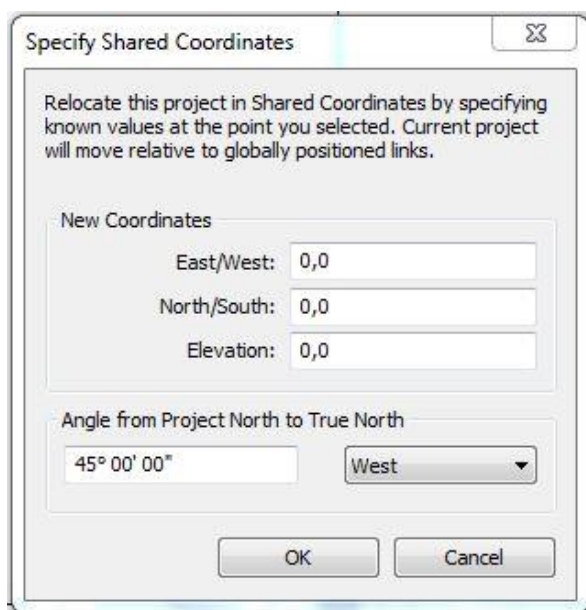 Specify Shared Coordinates
Relocate this project in Shared Coordinates by specifying
known values at the point you selected. Current project
will move relative to globally positioned links.
New Coordinates
East/West: 0,0
North/South: 0,0
Elevation: 0,0
Angle from Project North to True North
45° 00' 00" West
OK Cancel